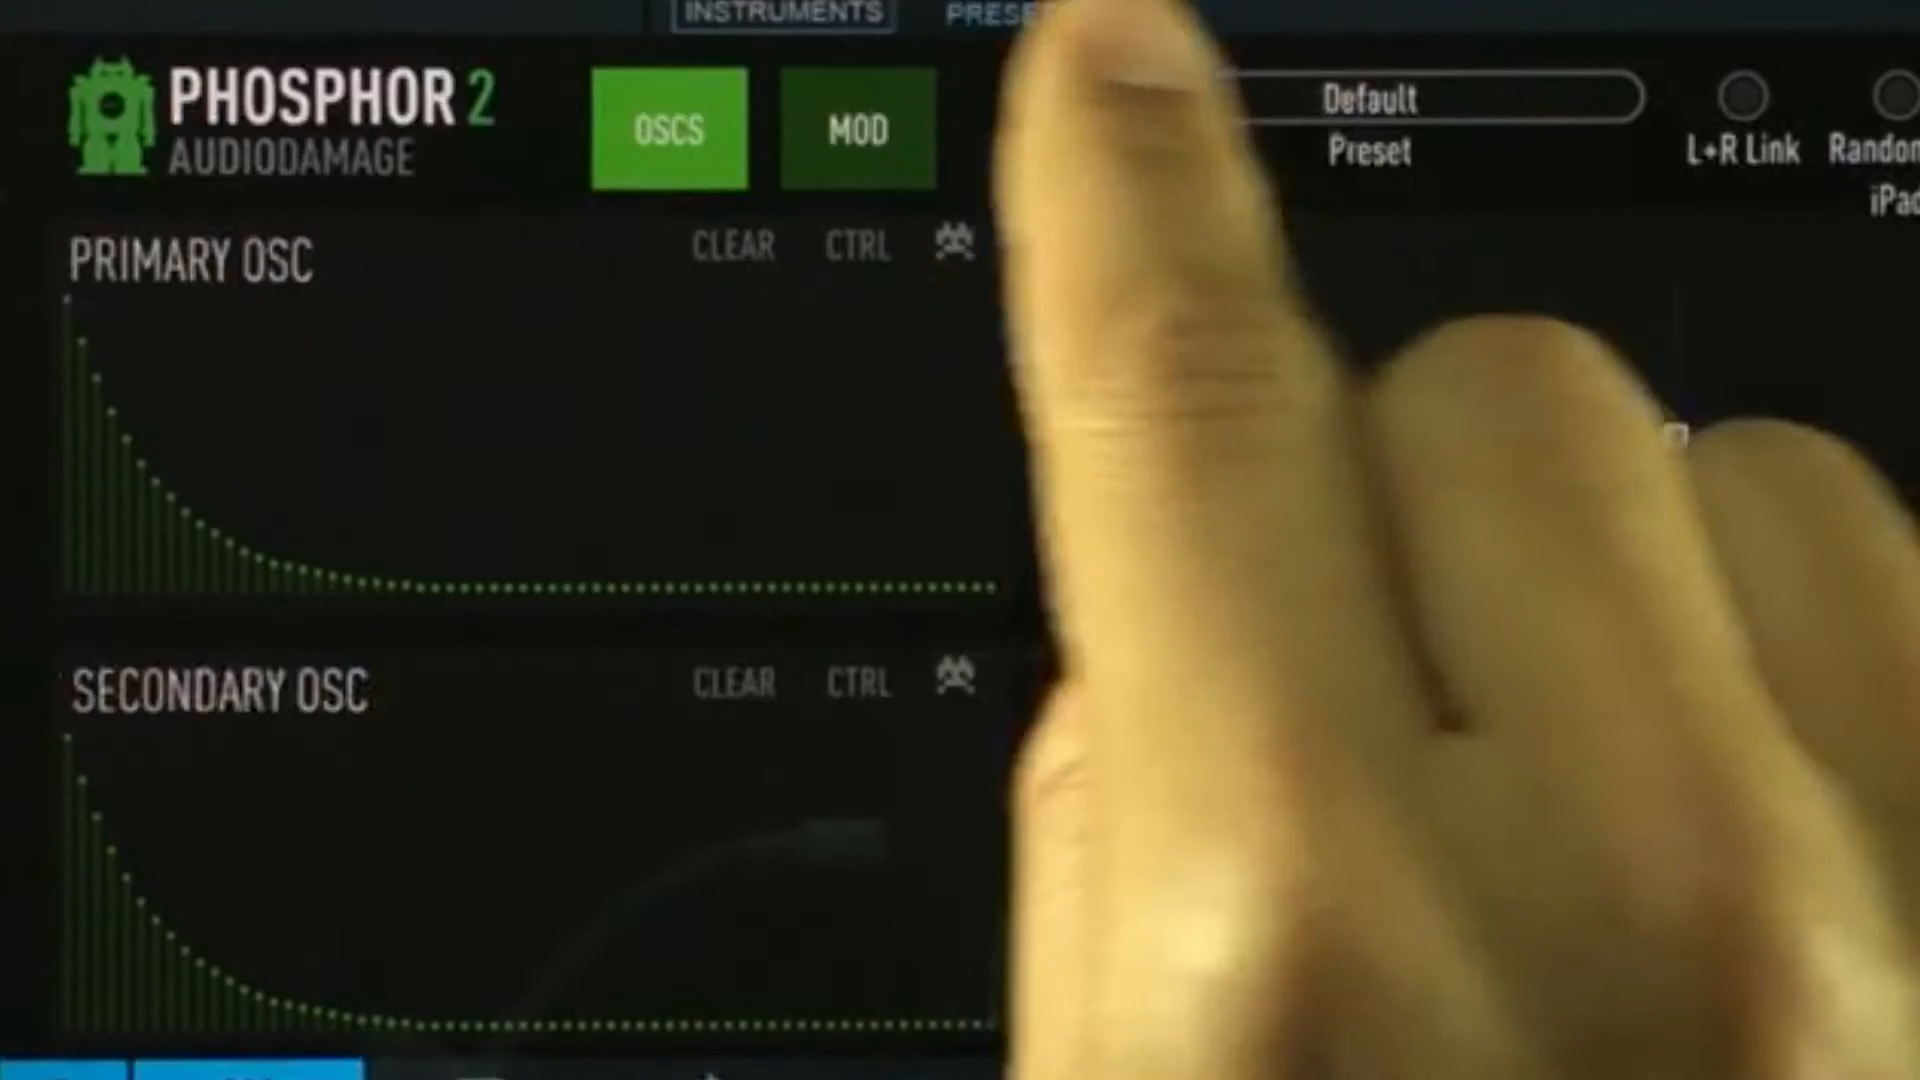 INSTRUMENTS
PHOSPHOR 2
AUDIODAMAGE
OSCS
MOD
Default
Preset
L+R Link
PRIMARY OSC
CLEAR
CTRL
SECONDARY OSC
CLEAR
CTRL